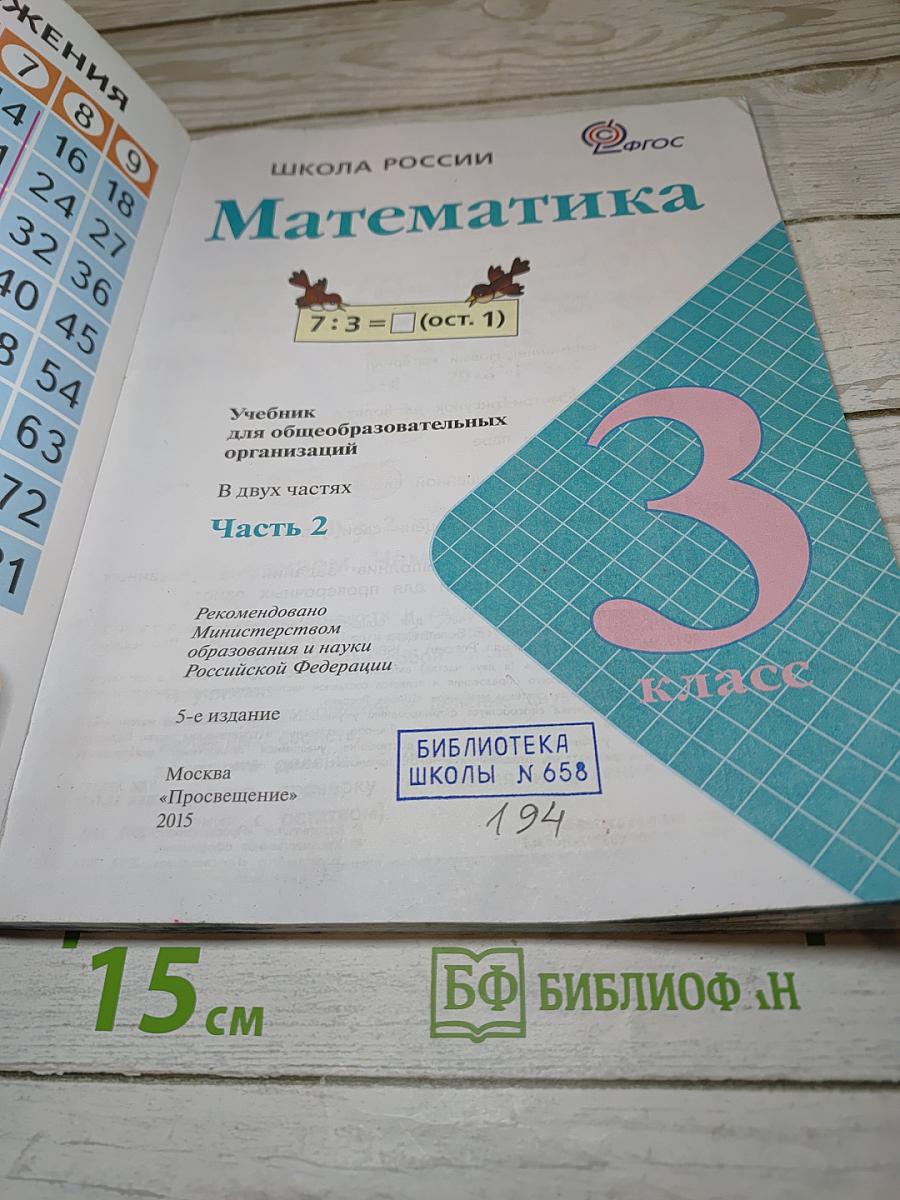 ЖЕНИЯ
7 8 9
14 16 18
24 27
32 36
40 45
54
63
72
ШКОЛА РОССИИ
ФГОС
Математика
7 : 3 = (ост. 1)
Учебник
для общеобразовательных
организаций
В двух частях
Часть 2
3
класс
Рекомендовано
Министерством
образования и науки
Российской Федерации
5-е издание
Москва
«Просвещение»
2015
БИБЛИОТЕКА
ШКОЛЫ N 658
194
15 см
БФ БИБЛИОФ